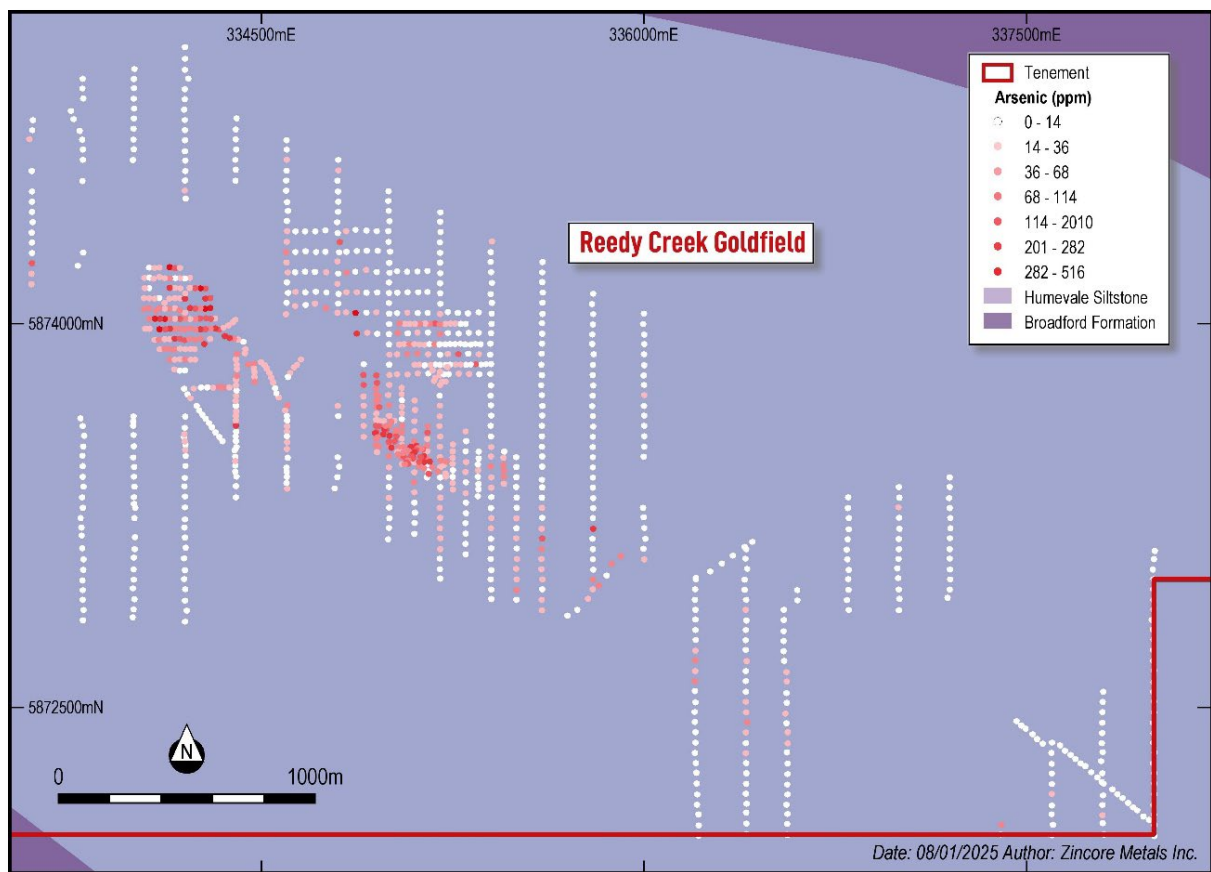 334500mE
336000mE
337500mE
Tenement
Arsenic (ppm)
0 - 14
14 - 36
36 - 68
68 - 114
114 - 2010
201 - 282
282 - 516
Humevale Siltstone
Broadford Formation
Reedy Creek Goldfield
5874000mN
5872500mN
N
0
1000m
Date: 08/01/2025 Author: Zincore Metals Inc.